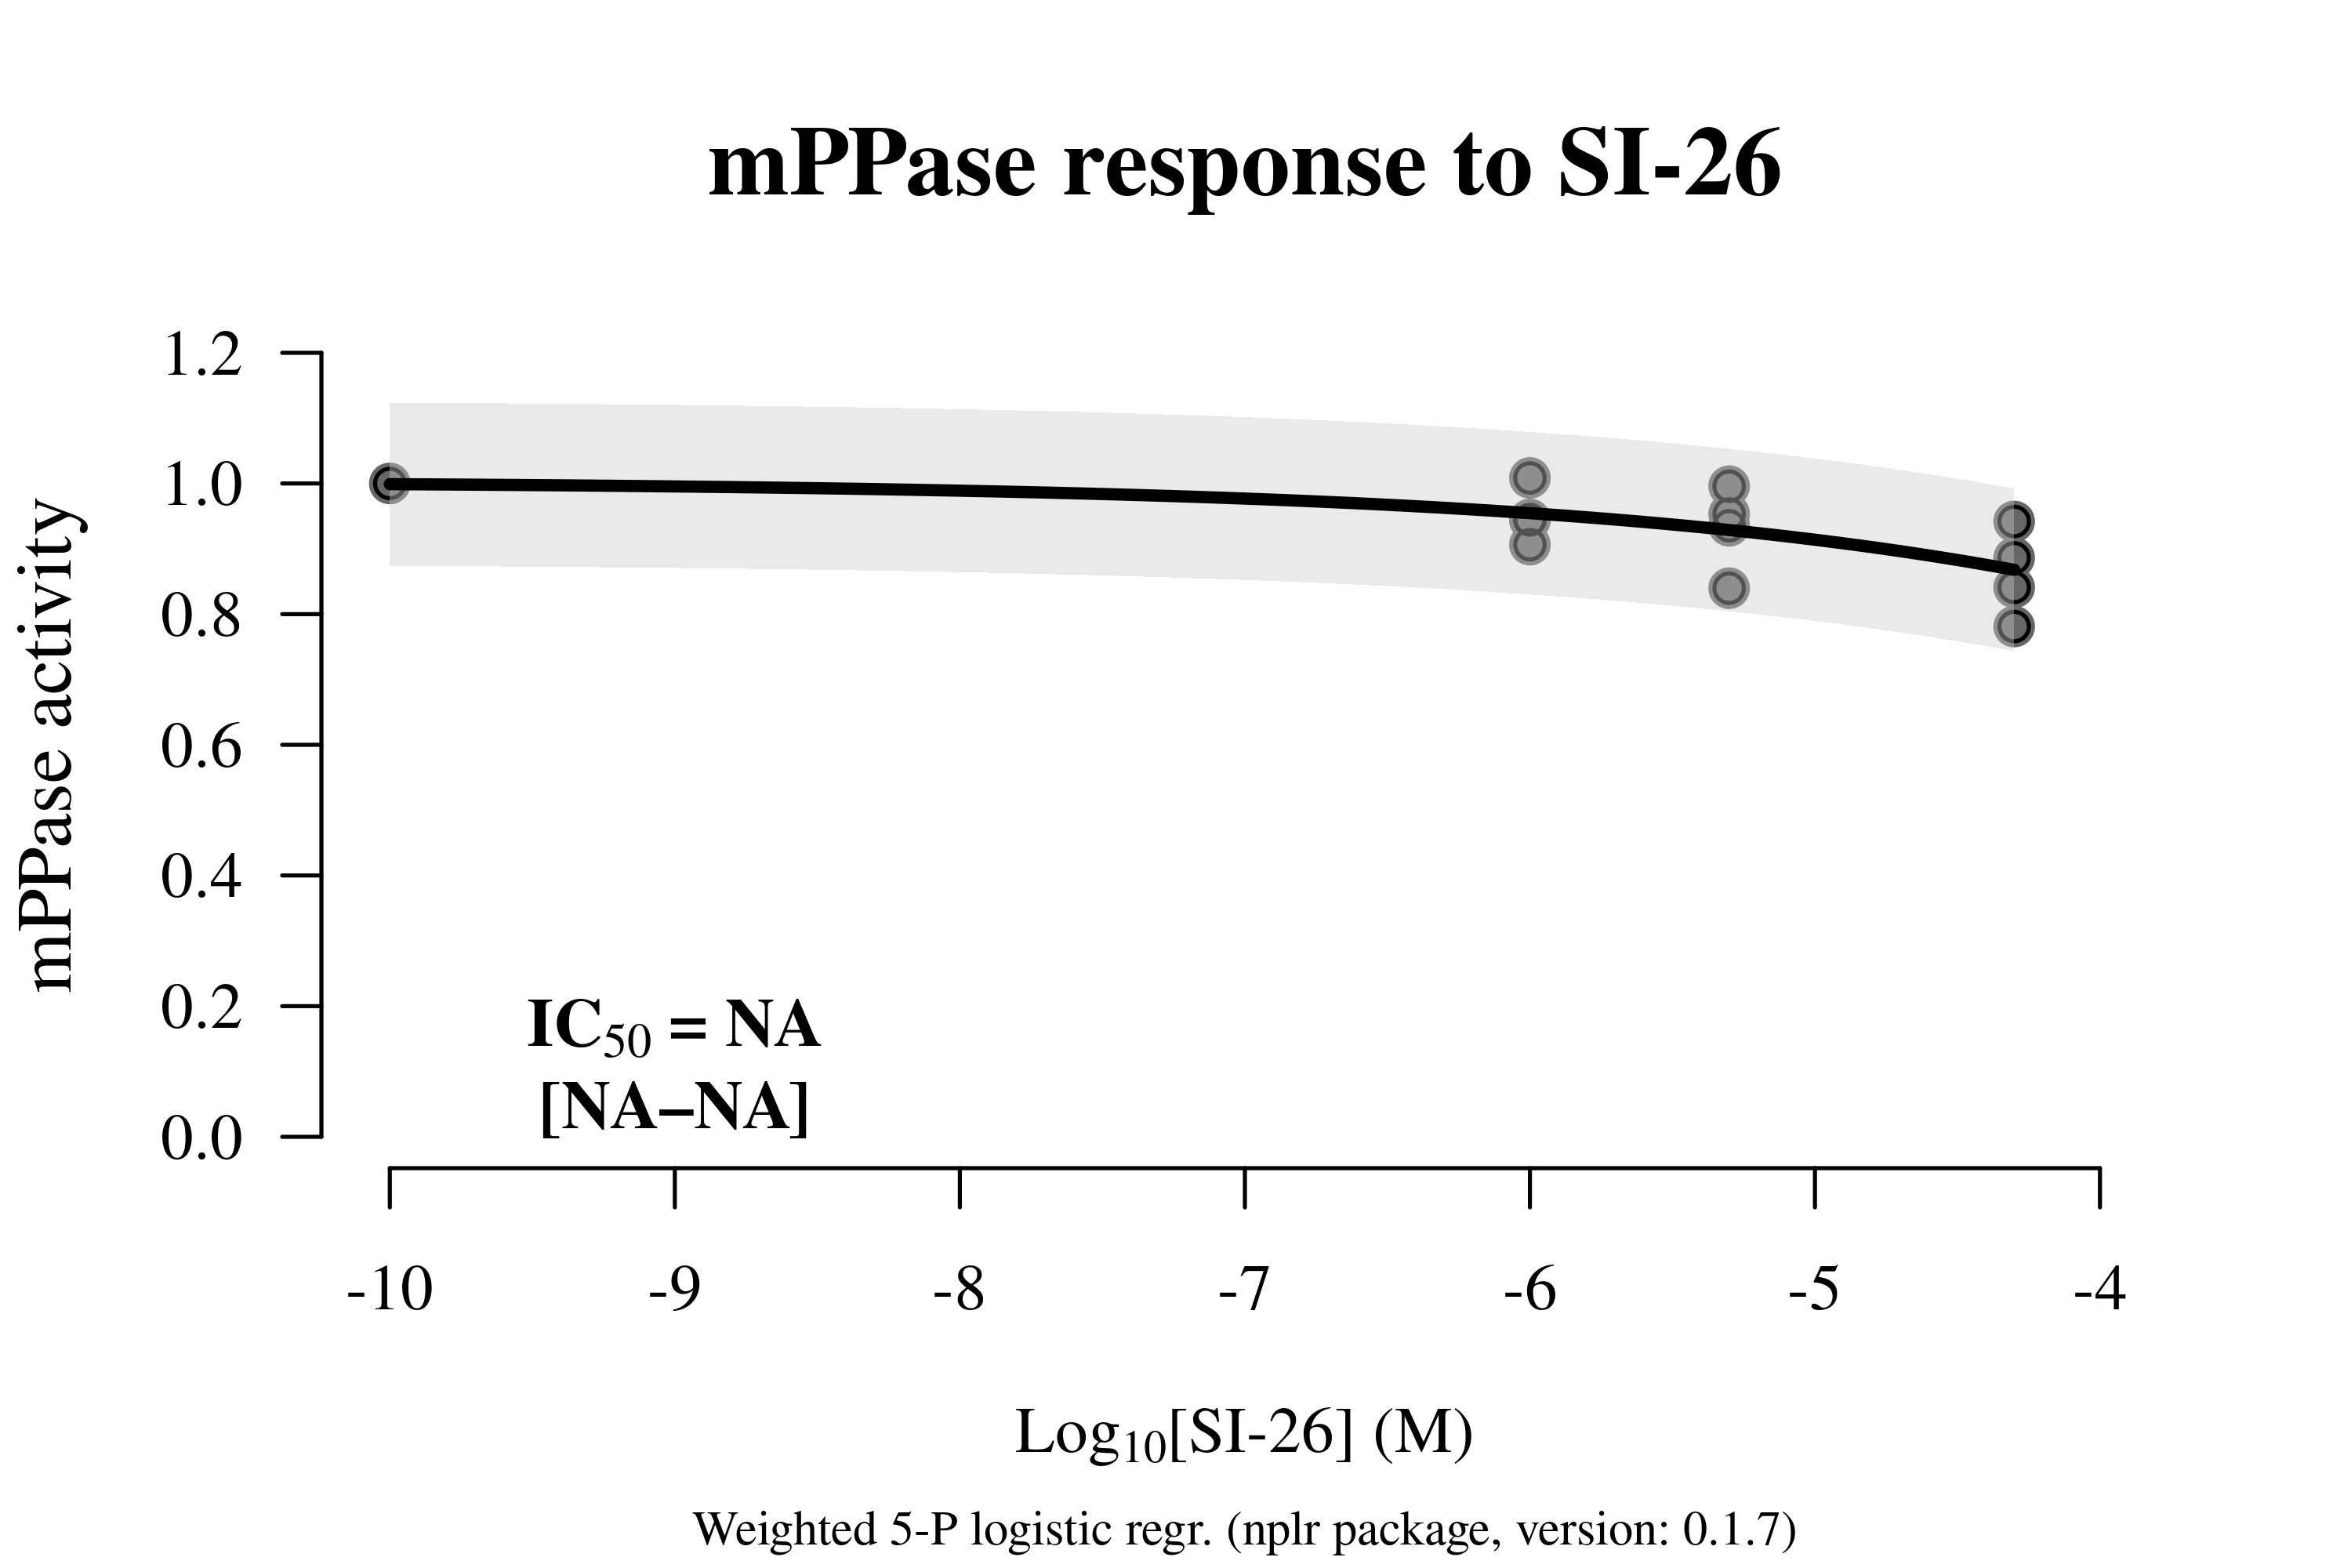 mPPase response to SI-26
mPPase activity
1.2
1.0
0.8
0.6
0.4
0.2
0.0
IC50 = NA
[NA–NA]
-10 -9 -8 -7 -6 -5 -4
Log10[SI-26] (M)
Weighted 5-P logistic regr. (nplr package, version: 0.1.7)